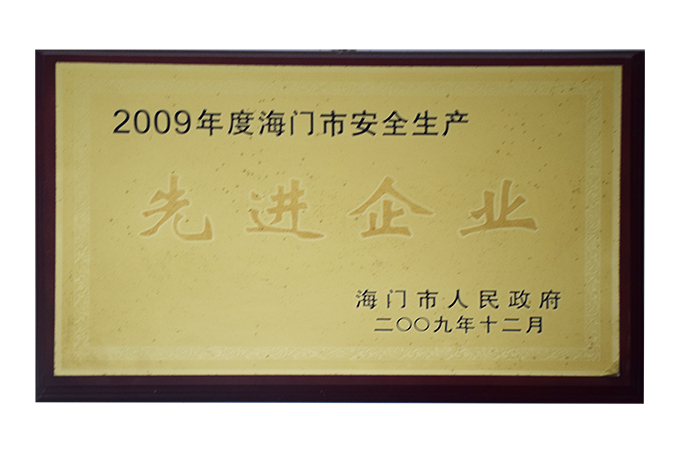 2009年度海门市安全生产
先进企业
海门市人民政府
二〇〇九年十二月